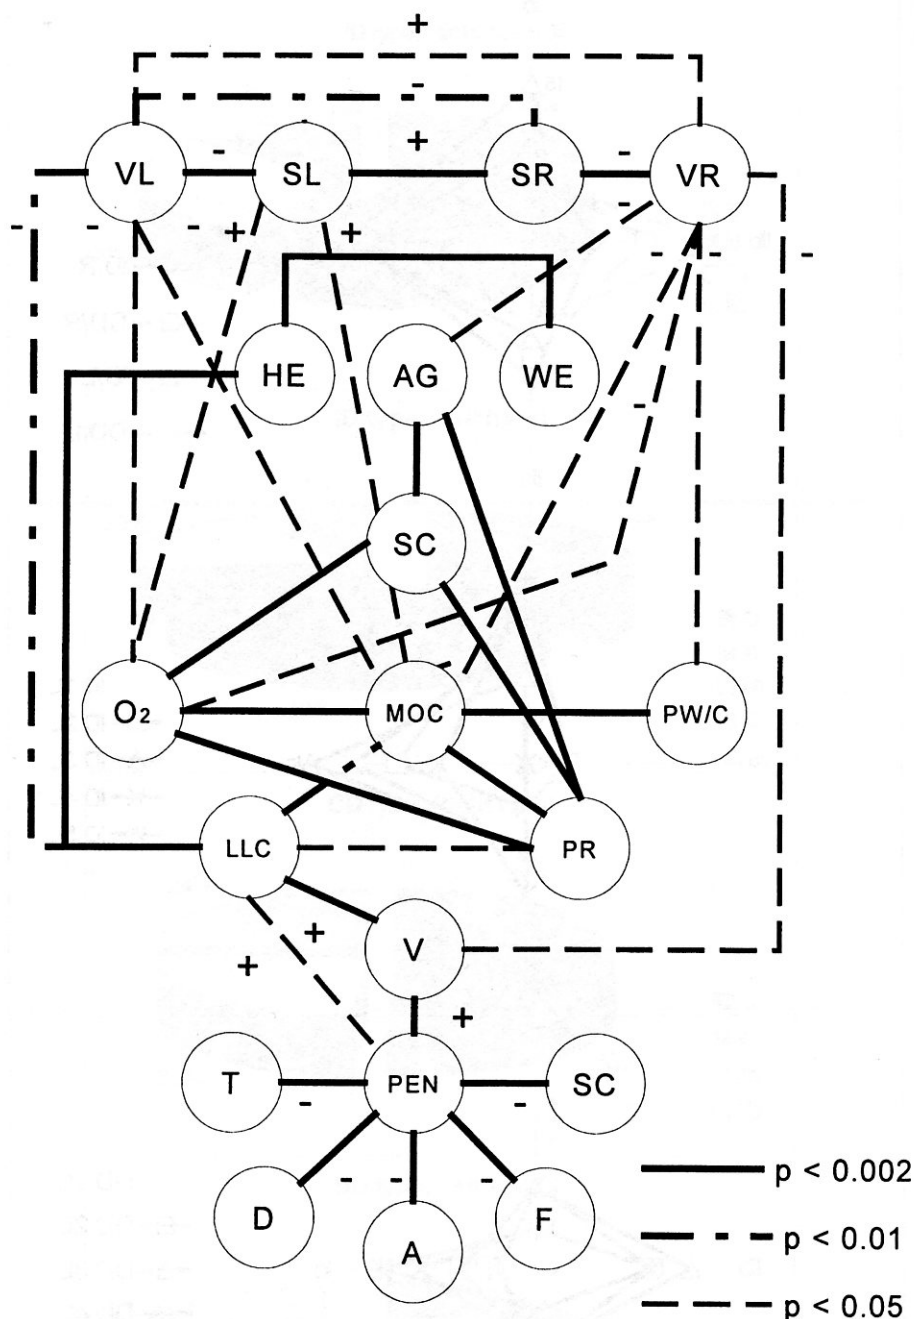 +
-
VL - SL + SR - VR
-
- - - + + - - -
HE AG WE
-
SC
O2 MOC PW/C
LLC PR
+ V
+
+
T PEN SC
- -
- - -
D A F
p < 0.002
p < 0.01
p < 0.05